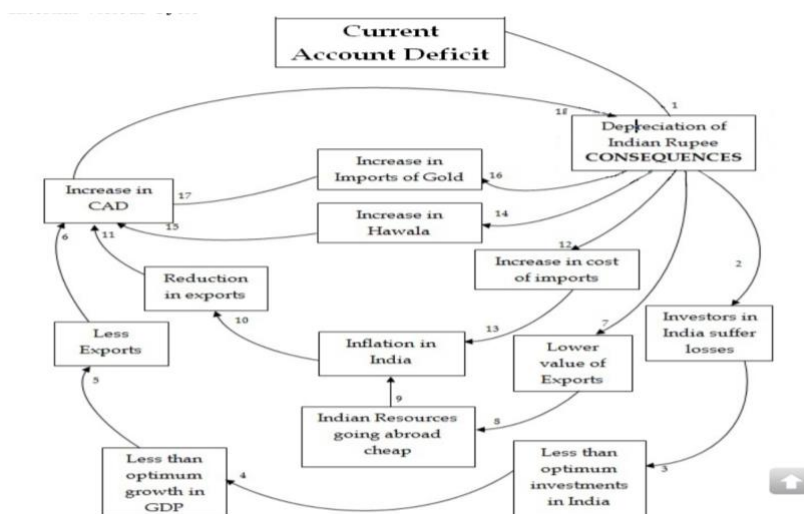 Current
Account Deficit
1
18
Depreciation of
Indian Rupee
CONSEQUENCES
Increase in
Imports of Gold
16
Increase in
CAD
17
Increase in
Hawala
14
15
6
11
12
Increase in cost
of imports
2
Reduction
in exports
Investors in
India suffer
losses
10
13
7
Less
Exports
Inflation in
India
Lower
value of
Exports
5
9
Indian Resources
going abroad
cheap
8
Less than
optimum
growth in
GDP
4
Less than
optimum
investments
in India
3